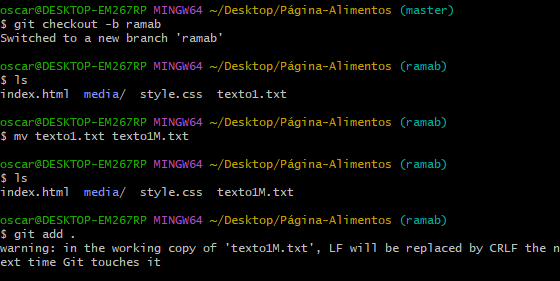 oscar@DESKTOP-EM267RP MINGW64 ~/Desktop/Página-Alimentos (master)
$ git checkout -b ramab
Switched to a new branch 'ramab'
oscar@DESKTOP-EM267RP MINGW64 ~/Desktop/Página-Alimentos (ramab)
$ ls
index.html  media/  style.css  texto1.txt
oscar@DESKTOP-EM267RP MINGW64 ~/Desktop/Página-Alimentos (ramab)
$ mv texto1.txt texto1M.txt
oscar@DESKTOP-EM267RP MINGW64 ~/Desktop/Página-Alimentos (ramab)
$ ls
index.html  media/  style.css  texto1M.txt
oscar@DESKTOP-EM267RP MINGW64 ~/Desktop/Página-Alimentos (ramab)
$ git add .
warning: in the working copy of 'texto1M.txt', LF will be replaced by CRLF the n
ext time Git touches it